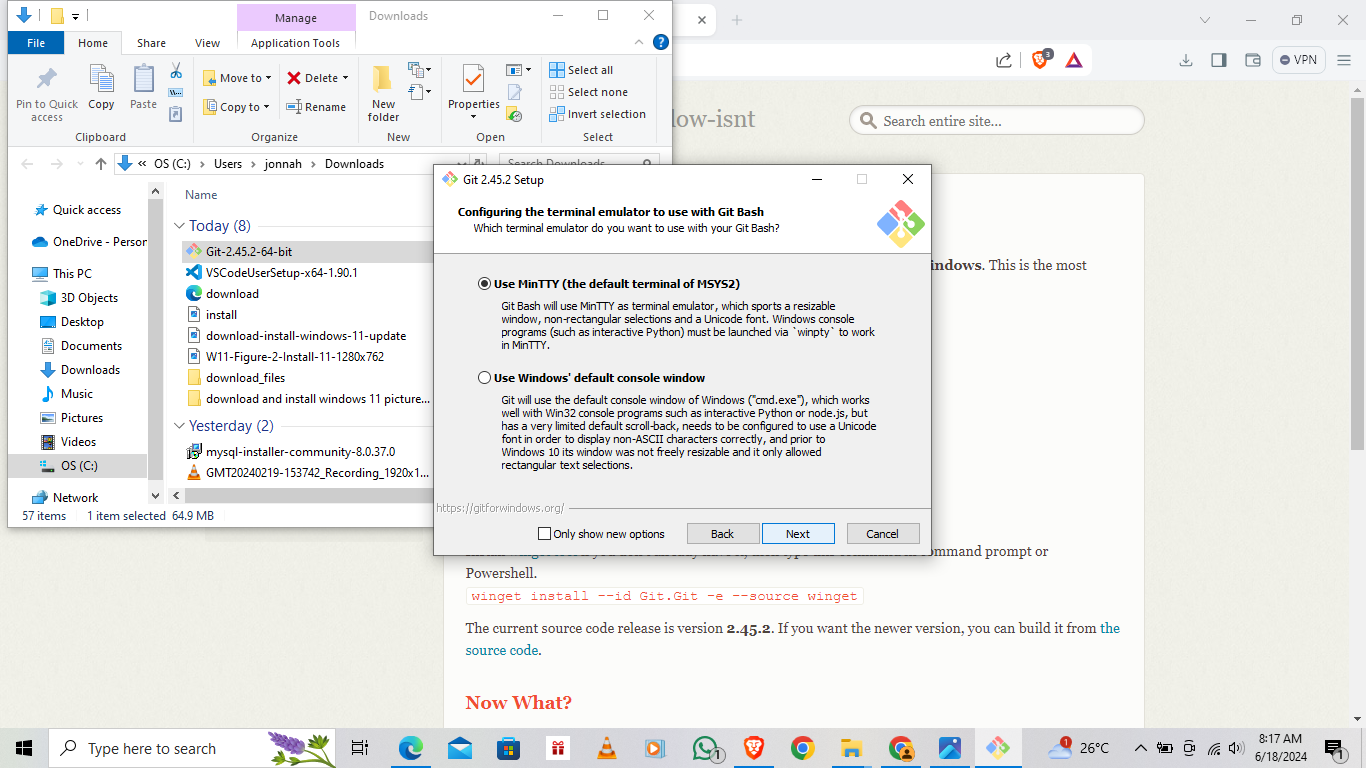 Manage
Downloads
File
Home
Share
View
Application Tools
Pin to Quick access
Copy
Paste
Move to
Copy to
Delete
Rename
New folder
Properties
Select all
Select none
Invert selection
Clipboard
Organize
New
Open
Select
« OS (C:) > Users > jonnah > Downloads
Search Downloads
Quick access
OneDrive - Person
This PC
3D Objects
Desktop
Documents
Downloads
Music
Pictures
Videos
OS (C:)
Network
Name
Today (8)
Git-2.45.2-64-bit
VSCodeUserSetup-x64-1.90.1
download
install
download-install-windows-11-update
W11-Figure-2-Install-11-1280x762
download_files
download and install windows 11 picture...
Yesterday (2)
mysql-installer-community-8.0.37.0
GMT20240219-153742_Recording_1920x1...
57 items
1 item selected 64.9 MB
3
VPN
low-isnt
Search entire site...
indows. This is the most
Git 2.45.2 Setup
Configuring the terminal emulator to use with Git Bash
Which terminal emulator do you want to use with your Git Bash?
Use MinTTY (the default terminal of MSYS2)
Git Bash will use MinTTY as terminal emulator, which sports a resizable
window, non-rectangular selections and a Unicode font. Windows console
programs (such as interactive Python) must be launched via `winpty` to work
in MinTTY.
Use Windows' default console window
Git will use the default console window of Windows ("cmd.exe"), which works
well with Win32 console programs such as interactive Python or node.js, but
has a very limited default scroll-back, needs to be configured to use a Unicode
font in order to display non-ASCII characters correctly, and prior to
Windows 10 its window was not freely resizable and it only allowed
rectangular text selections.
https://gitforwindows.org/
Only show new options
Back
Next
Cancel
mmand prompt or
Powershell.
winget install --id Git.Git -e --source winget
The current source code release is version 2.45.2. If you want the newer version, you can build it from the
source code.
Now What?
Type here to search
1
1
26°C
8:17 AM
6/18/2024
1